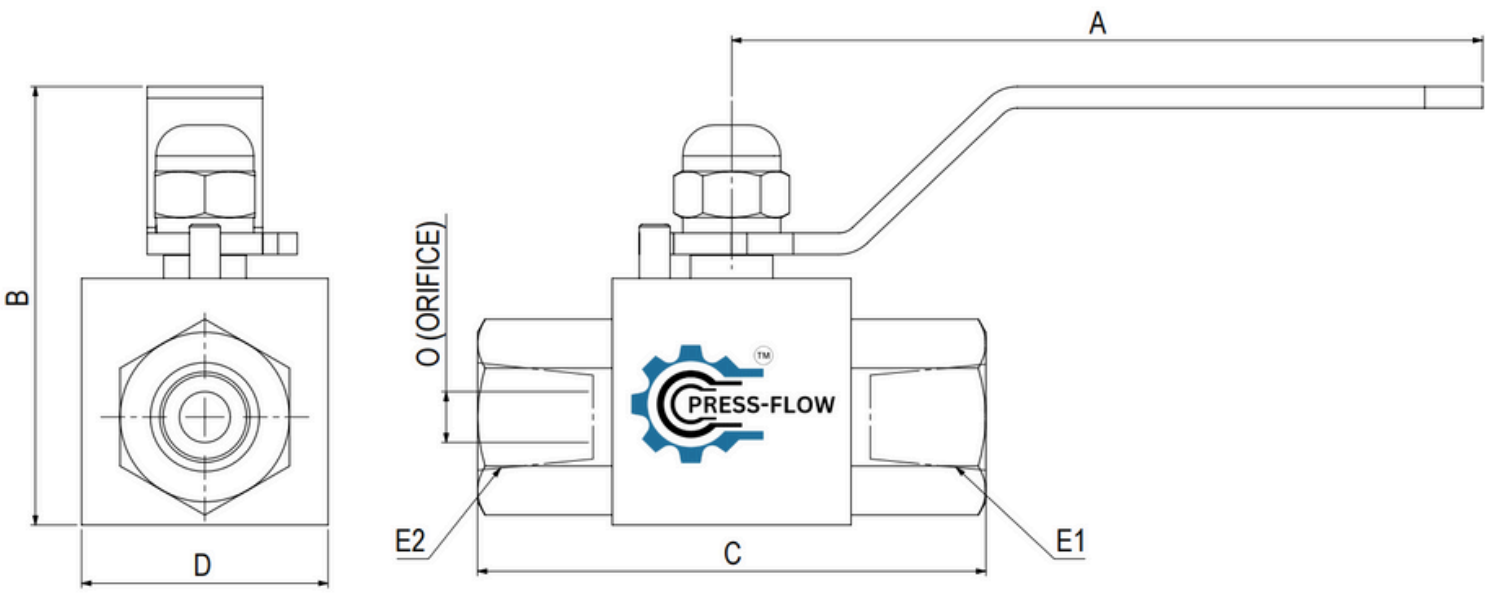 A
B
O (ORIFICE)
TM
PRESS-FLOW
E2
C
E1
D